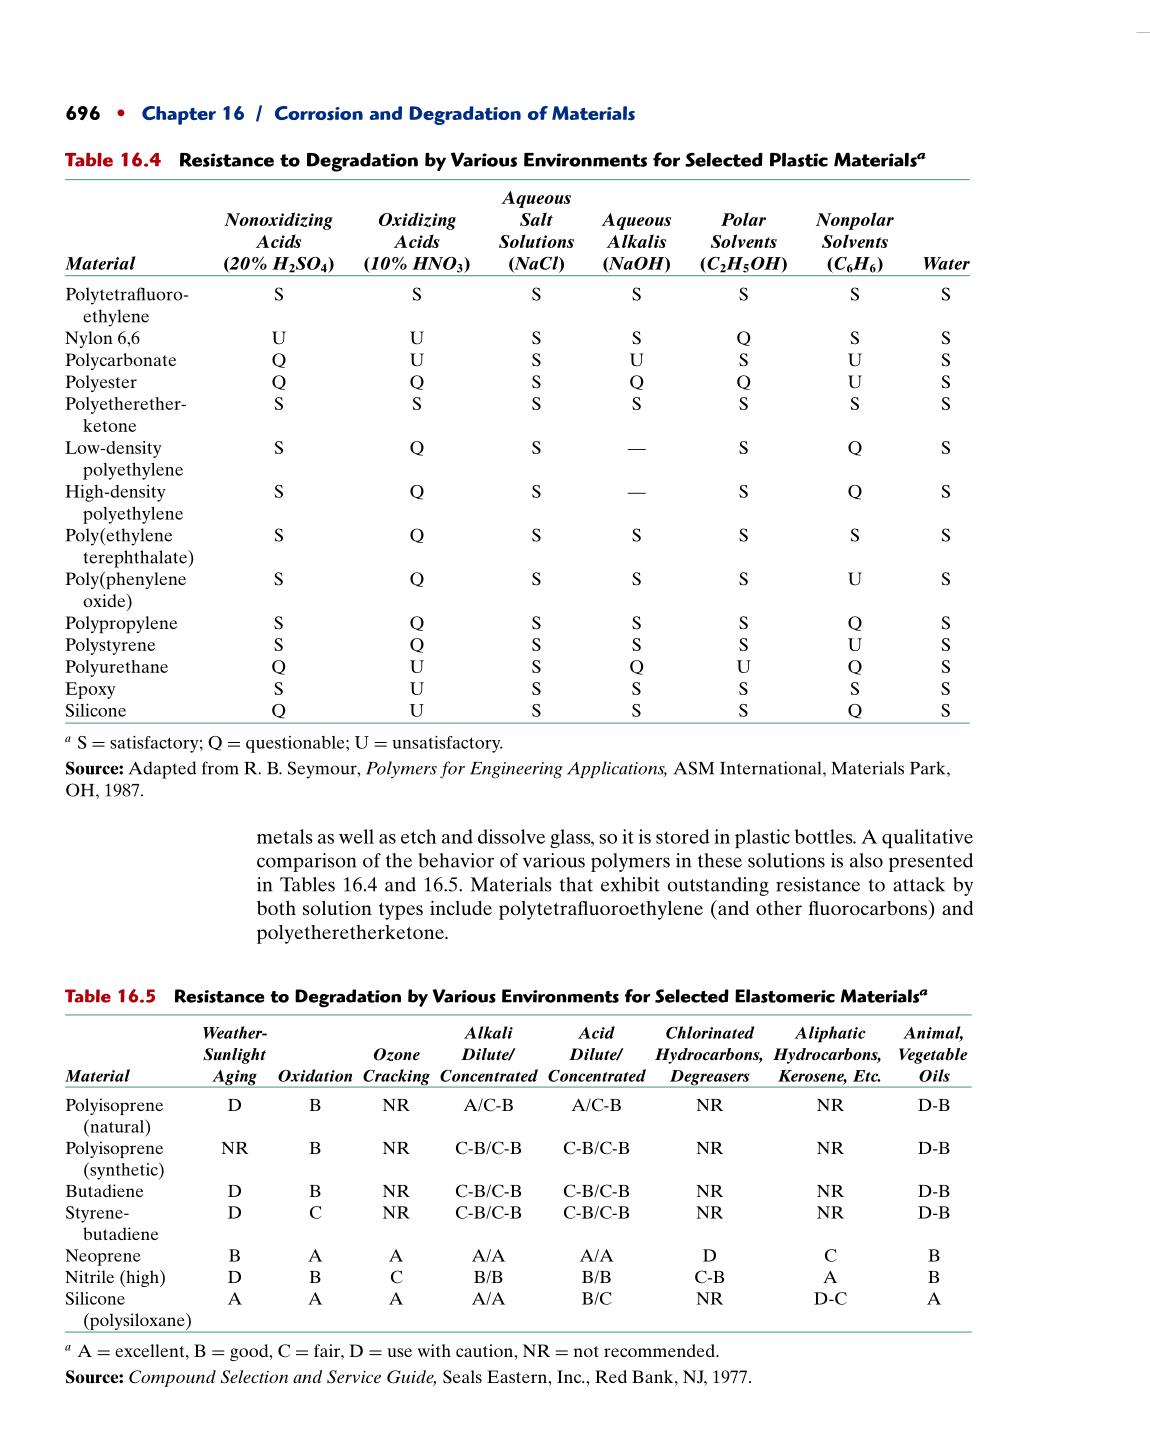 696 • Chapter 16 / Corrosion and Degradation of Materials
Table 16.4 Resistance to Degradation by Various Environments for Selected Plastic Materialsa
Aqueous
Nonoxidizing Oxidizing Salt Aqueous Polar Nonpolar
Acids Acids Solutions Alkalis Solvents Solvents
Material (20% H2SO4) (10% HNO3) (NaCl) (NaOH) (C2H5OH) (C6H6) Water
Polytetrafluoro- S S S S S S S
ethylene
Nylon 6,6 U U S S Q S S
Polycarbonate Q U S U S U S
Polyester Q Q S Q Q U S
Polyetherether- S S S S S S S
ketone
Low-density S Q S — S Q S
polyethylene
High-density S Q S — S Q S
polyethylene
Poly(ethylene S Q S S S S S
terephthalate)
Poly(phenylene S Q S S S U S
oxide)
Polypropylene S Q S S S Q S
Polystyrene S Q S S S U S
Polyurethane Q U S Q U Q S
Epoxy S U S S S S S
Silicone Q U S S S Q S
a S = satisfactory; Q = questionable; U = unsatisfactory.
Source: Adapted from R. B. Seymour, Polymers for Engineering Applications, ASM International, Materials Park,
OH, 1987.
metals as well as etch and dissolve glass, so it is stored in plastic bottles. A qualitative
comparison of the behavior of various polymers in these solutions is also presented
in Tables 16.4 and 16.5. Materials that exhibit outstanding resistance to attack by
both solution types include polytetrafluoroethylene (and other fluorocarbons) and
polyetheretherketone.
Table 16.5 Resistance to Degradation by Various Environments for Selected Elastomeric Materialsa
Weather- Alkali Acid Chlorinated Aliphatic Animal,
Sunlight Ozone Dilute/ Dilute/ Hydrocarbons, Hydrocarbons, Vegetable
Material Aging Oxidation Cracking Concentrated Concentrated Degreasers Kerosene, Etc. Oils
Polyisoprene D B NR A/C-B A/C-B NR NR D-B
(natural)
Polyisoprene NR B NR C-B/C-B C-B/C-B NR NR D-B
(synthetic)
Butadiene D B NR C-B/C-B C-B/C-B NR NR D-B
Styrene- D C NR C-B/C-B C-B/C-B NR NR D-B
butadiene
Neoprene B A A A/A A/A D C B
Nitrile (high) D B C B/B B/B C-B A B
Silicone A A A A/A B/C NR D-C A
(polysiloxane)
a A = excellent, B = good, C = fair, D = use with caution, NR = not recommended.
Source: Compound Selection and Service Guide, Seals Eastern, Inc., Red Bank, NJ, 1977.